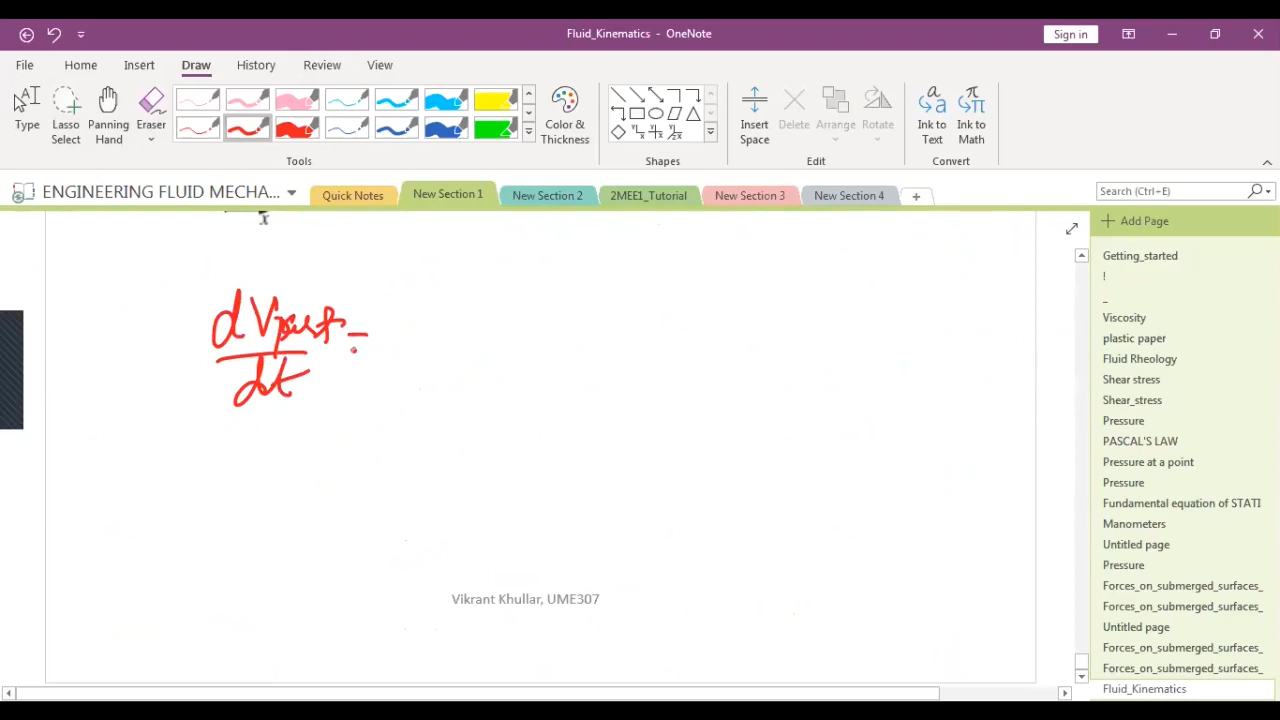 Fluid_Kinematics - OneNote
Sign in
File Home Insert Draw History Review View
Type
Lasso Select
Panning Hand
Eraser
Color & Thickness
Insert Space
Delete
Arrange
Rotate
Ink to Text
Ink to Math
Tools
Shapes
Edit
Convert
ENGINEERING FLUID MECHA...
Quick Notes
New Section 1
New Section 2
2MEE1_Tutorial
New Section 3
New Section 4
Search (Ctrl+E)
Add Page
Getting_started
!
_
Viscosity
plastic paper
Fluid Rheology
Shear stress
Shear_stress
Pressure
PASCAL'S LAW
Pressure at a point
Pressure
Fundamental equation of STATI
Manometers
Untitled page
Pressure
Forces_on_submerged_surfaces_
Forces_on_submerged_surfaces_
Untitled page
Forces_on_submerged_surfaces_
Forces_on_submerged_surfaces_
Fluid_Kinematics
x
dV
dt
Vikrant Khullar, UME307